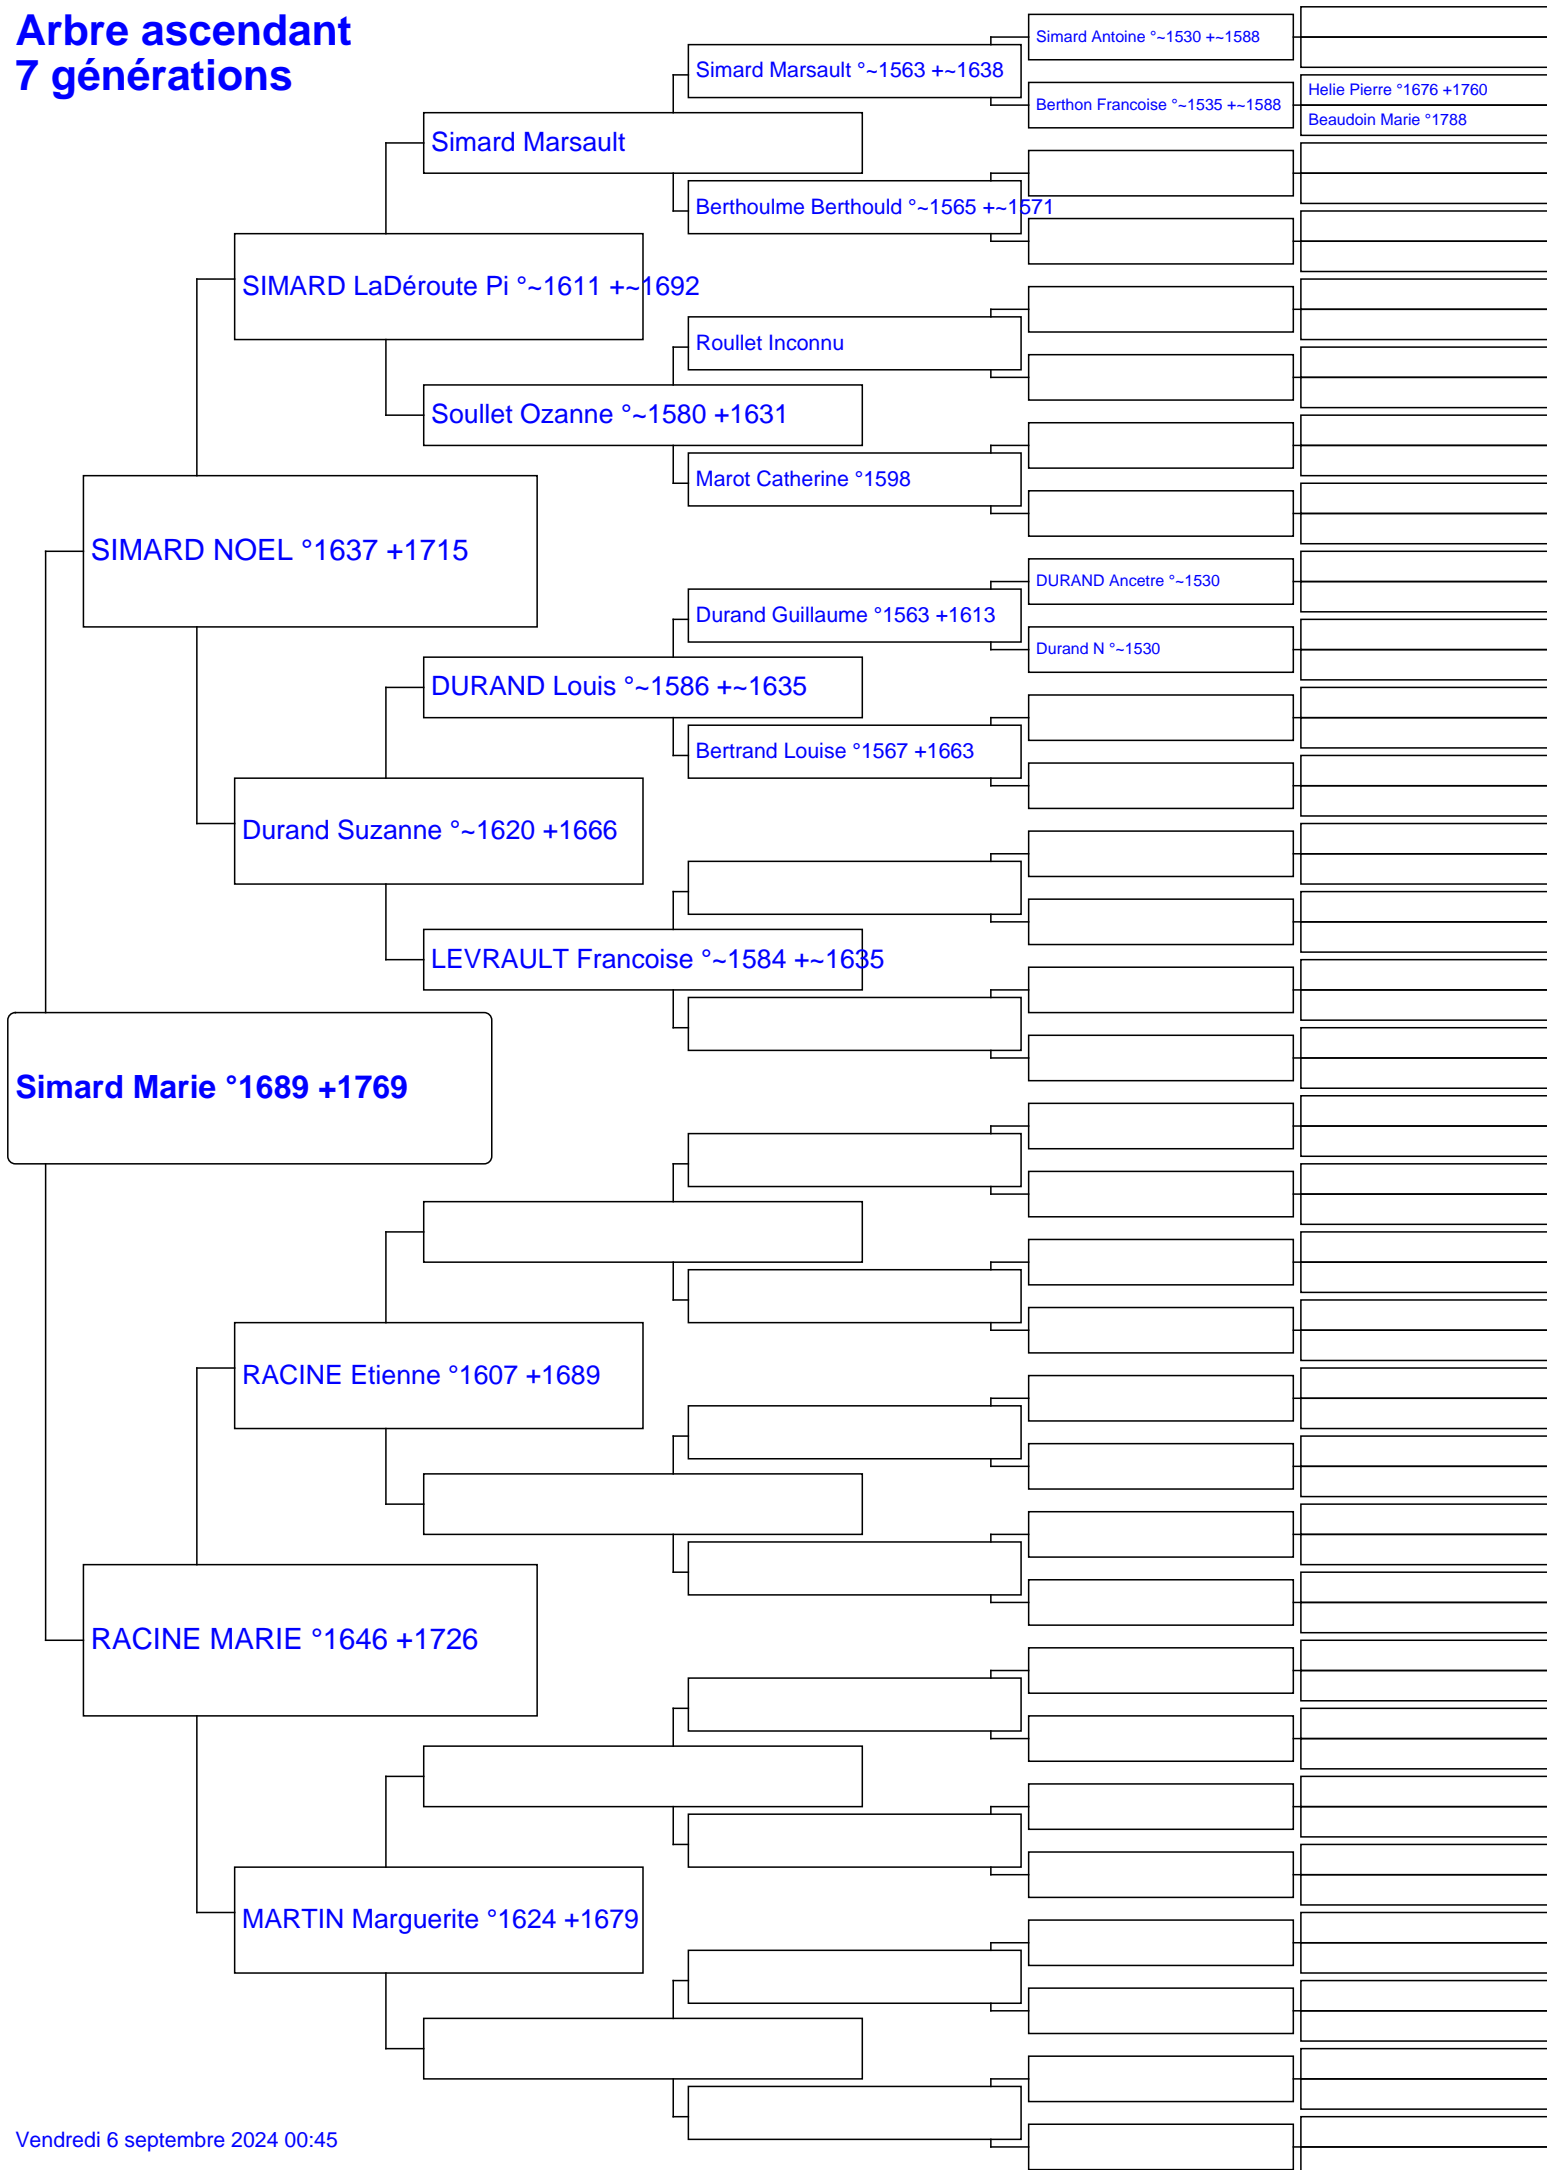 Arbre ascendant
7 générations
Simard Antoine °~1530 +~1588
Simard Marsault °~1563 +~1638
Helie Pierre °1676 +1760
Berthon Francoise °~1535 +~1588
Beaudoin Marie °1788
Simard Marsault
Berthoulme Berthould °~1565 +~1571
SIMARD LaDéroute Pi °~1611 +~1692
Roullet Inconnu
Soullet Ozanne °~1580 +1631
Marot Catherine °1598
SIMARD NOEL °1637 +1715
DURAND Ancetre °~1530
Durand Guillaume °1563 +1613
Durand N °~1530
DURAND Louis °~1586 +~1635
Bertrand Louise °1567 +1663
Durand Suzanne °~1620 +1666
LEVRAULT Francoise °~1584 +~1635
Simard Marie °1689 +1769
RACINE Etienne °1607 +1689
RACINE MARIE °1646 +1726
MARTIN Marguerite °1624 +1679
Vendredi 6 septembre 2024 00:45